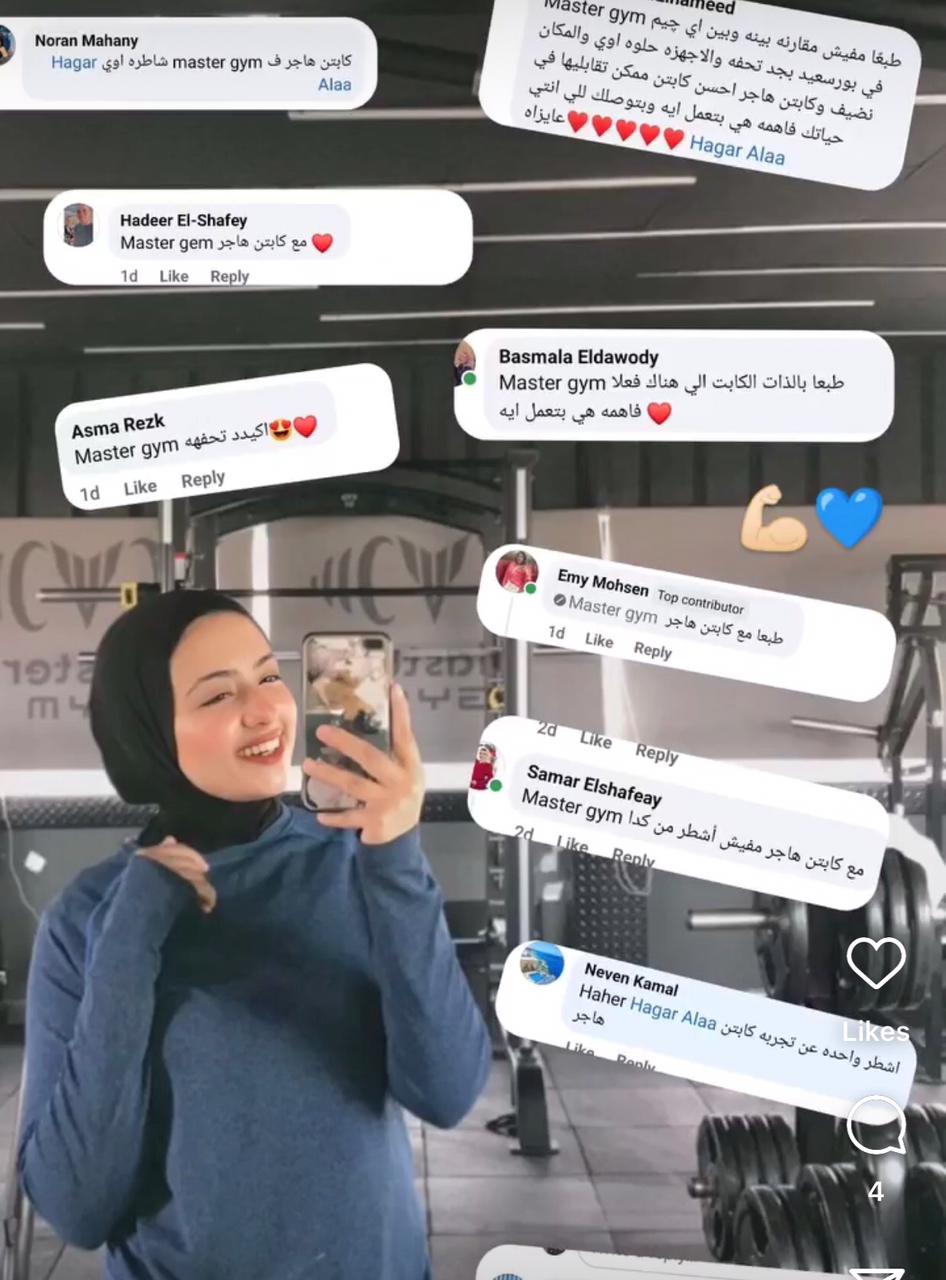 Noran Mahany
كابتن هاجر ف master gym شاطره اوي Hagar
Alaa
طبعًا مفيش مقارنه بينه وبين اي چيم Master gym
في بورسعيد بجد تحفه والاجهزه حلوه اوي والمكان
نضيف وكابتن هاجر احسن كابتن ممكن تقابليها في
حياتك فاهمه هي بتعمل ايه وبتوصلك للي انتي
عايزاه❤️❤️❤️❤️❤️ Hagar Alaa
Hadeer El-Shafey
Master gem مع كابتن هاجر ❤️
1d Like Reply
Basmala Eldawody
Master gym طبعا بالذات الكابت الي هناك فعلا
فاهمه هي بتعمل ايه ❤️
Asma Rezk
Master gym اكيدد تحفهه😍❤️
1d Like Reply
💪🏻💙
Emy Mohsen Top contributor
Master gym طبعا مع كابتن هاجر
1d Like Reply
2d Like Reply
Samar Elshafeay
Master gym مع كابتن هاجر مفيش أشطر من كدا
2d Like Reply
Neven Kamal
Haher Hagar Alaa اشطر واحده عن تجربه كابتن
هاجر
Like Reply
Likes
4